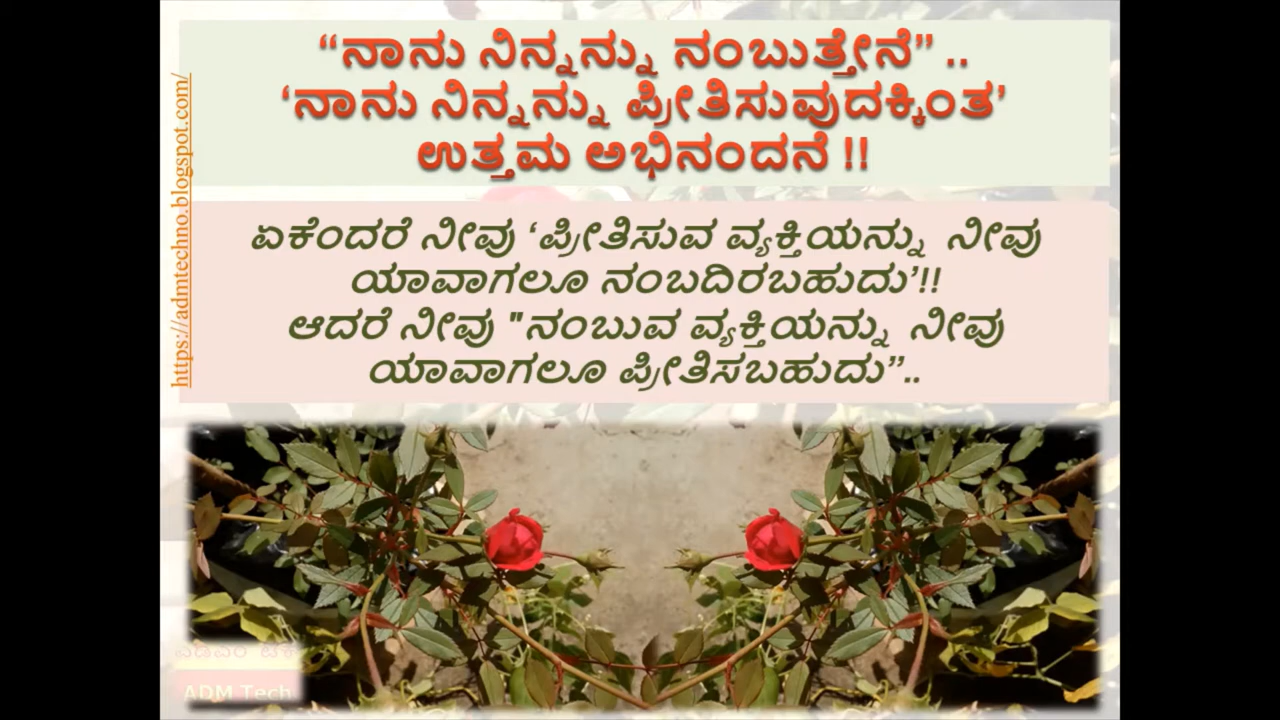 “ನಾನು ನಿನ್ನನ್ನು ನಂಬುತ್ತೇನೆ” ..
‘ನಾನು ನಿನ್ನನ್ನು ಪ್ರೀತಿಸುವುದಕ್ಕಿಂತ’
ಉತ್ತಮ ಅಭಿನಂದನೆ !!
ಏಕೆಂದರೆ ನೀವು ‘ಪ್ರೀತಿಸುವ ವ್ಯಕ್ತಿಯನ್ನು ನೀವು
ಯಾವಾಗಲೂ ನಂಬದಿರಬಹುದು’!!
ಆದರೆ ನೀವು "ನಂಬುವ ವ್ಯಕ್ತಿಯನ್ನು ನೀವು
ಯಾವಾಗಲೂ ಪ್ರೀತಿಸಬಹುದು”..
https://admtechno.blogspot.com/
ADM Tech